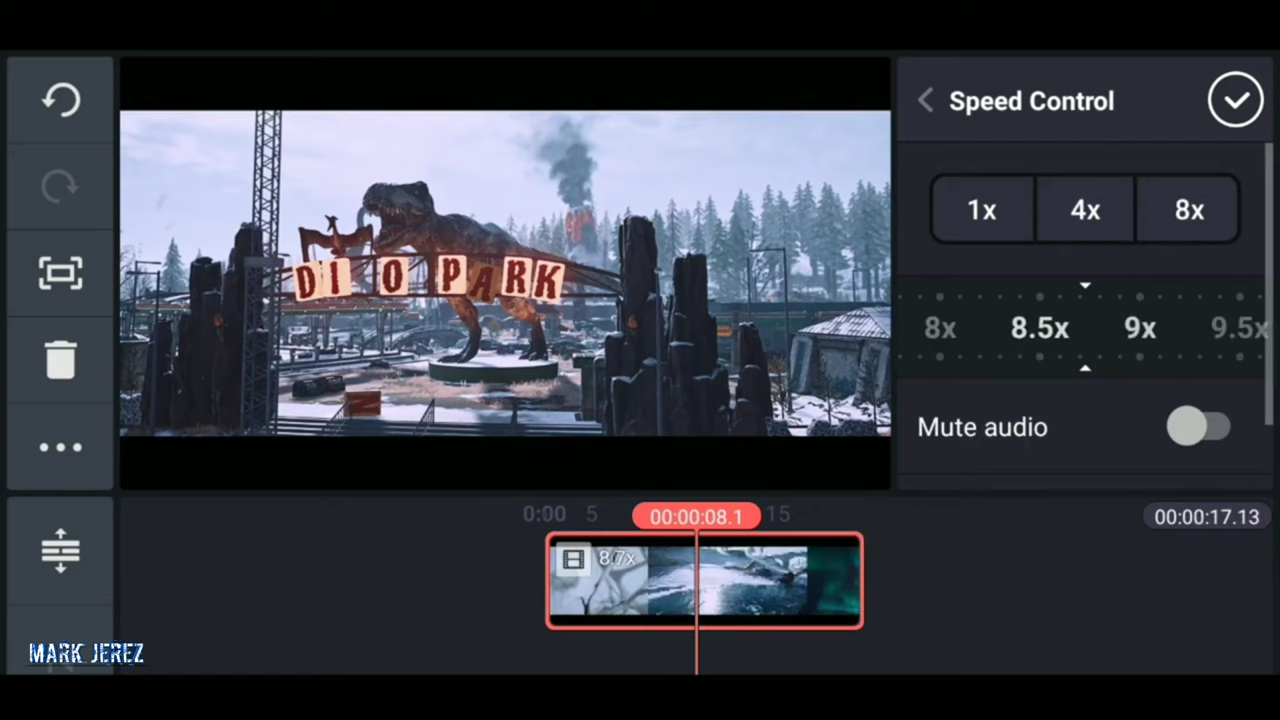 Speed Control
1x 4x 8x
DI O PARK
8x 8.5x 9x 9.5x
Mute audio
0:00 5 00:00:08.1 15 00:00:17.13
8.7x
MARK JEREZ